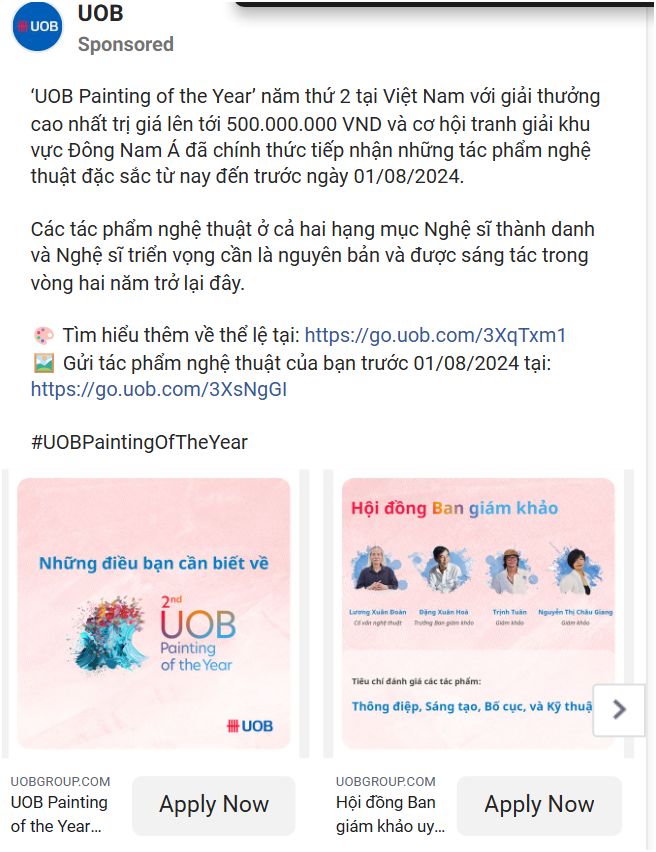 UOB
UOB
Sponsored
‘UOB Painting of the Year’ năm thứ 2 tại Việt Nam với giải thưởng
cao nhất trị giá lên tới 500.000.000 VND và cơ hội tranh giải khu
vực Đông Nam Á đã chính thức tiếp nhận những tác phẩm nghệ
thuật đặc sắc từ nay đến trước ngày 01/08/2024.
Các tác phẩm nghệ thuật ở cả hai hạng mục Nghệ sĩ thành danh
và Nghệ sĩ triển vọng cần là nguyên bản và được sáng tác trong
vòng hai năm trở lại đây.
🎨 Tìm hiểu thêm về thể lệ tại: https://go.uob.com/3XqTxm1
🖼️ Gửi tác phẩm nghệ thuật của bạn trước 01/08/2024 tại:
https://go.uob.com/3XsNgGI
#UOBPaintingOfTheYear
Những điều bạn cần biết về
2nd
UOB
Painting
of the Year
UOB
Hội đồng Ban giám khảo
Lương Xuân Đoàn
Cố vấn nghệ thuật
Đặng Xuân Hoà
Trưởng Ban giám khảo
Trịnh Tuân
Giám khảo
Nguyễn Thị Châu Giang
Giám khảo
Tiêu chí đánh giá các tác phẩm:
Thông điệp, Sáng tạo, Bố cục, và Kỹ thuậ
UOBGROUP.COM
UOB Painting
of the Year...
Apply Now
UOBGROUP.COM
Hội đồng Ban
giám khảo uy...
Apply Now